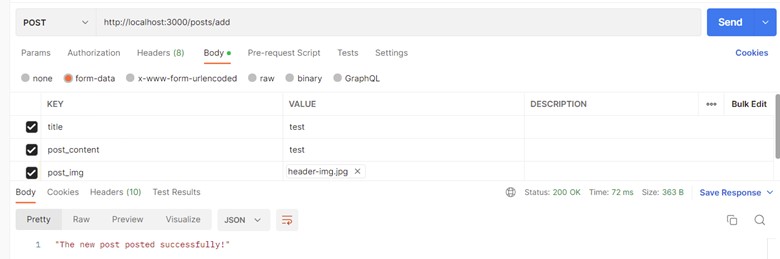 POST http://localhost:3000/posts/add Send
Params Authorization Headers (8) Body Pre-request Script Tests Settings Cookies
none form-data x-www-form-urlencoded raw binary GraphQL
KEY VALUE DESCRIPTION ••• Bulk Edit
title test
post_content test
post_img header-img.jpg ×
Body Cookies Headers (10) Test Results Status: 200 OK Time: 72 ms Size: 363 B Save Response
Pretty Raw Preview Visualize JSON
1 "The new post posted successfully!"